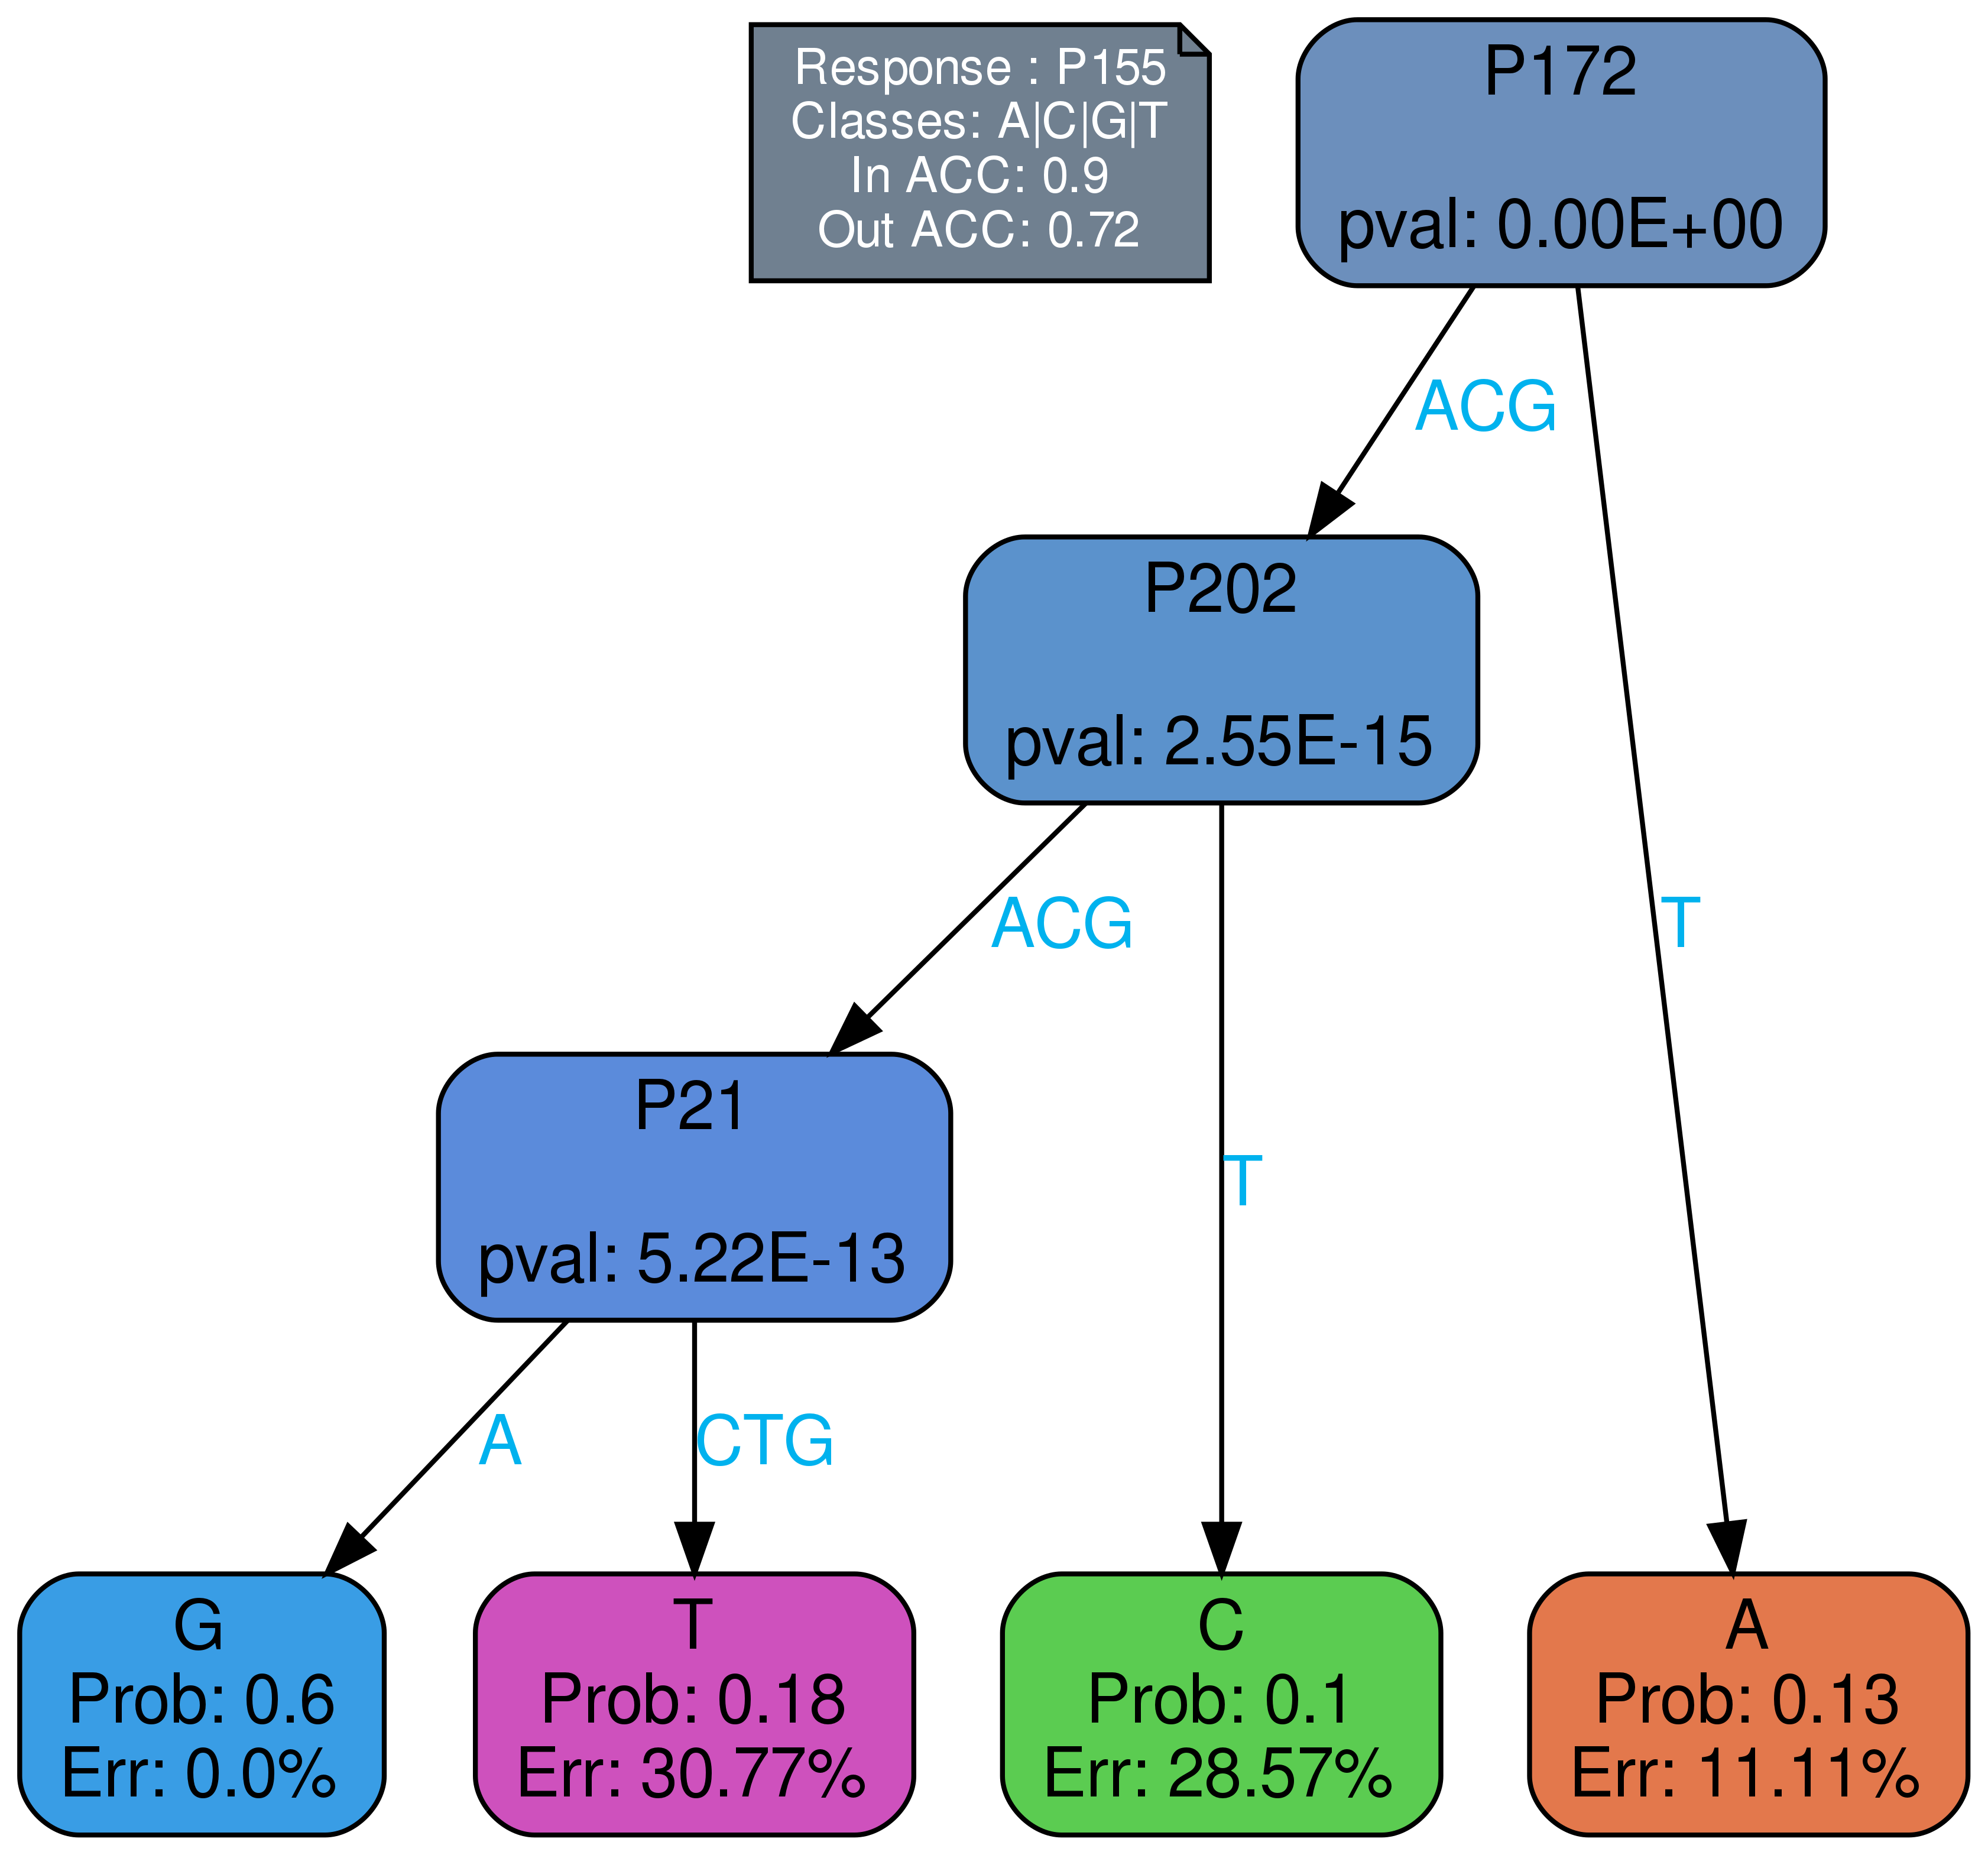 Response : P155
Classes: A|C|G|T
In ACC: 0.9
Out ACC: 0.72
P172
pval: 0.00E+00
ACG
P202
pval: 2.55E-15
ACG
T
P21
pval: 5.22E-13
T
A
CTG
G
Prob: 0.6
Err: 0.0%
T
Prob: 0.18
Err: 30.77%
C
Prob: 0.1
Err: 28.57%
A
Prob: 0.13
Err: 11.11%